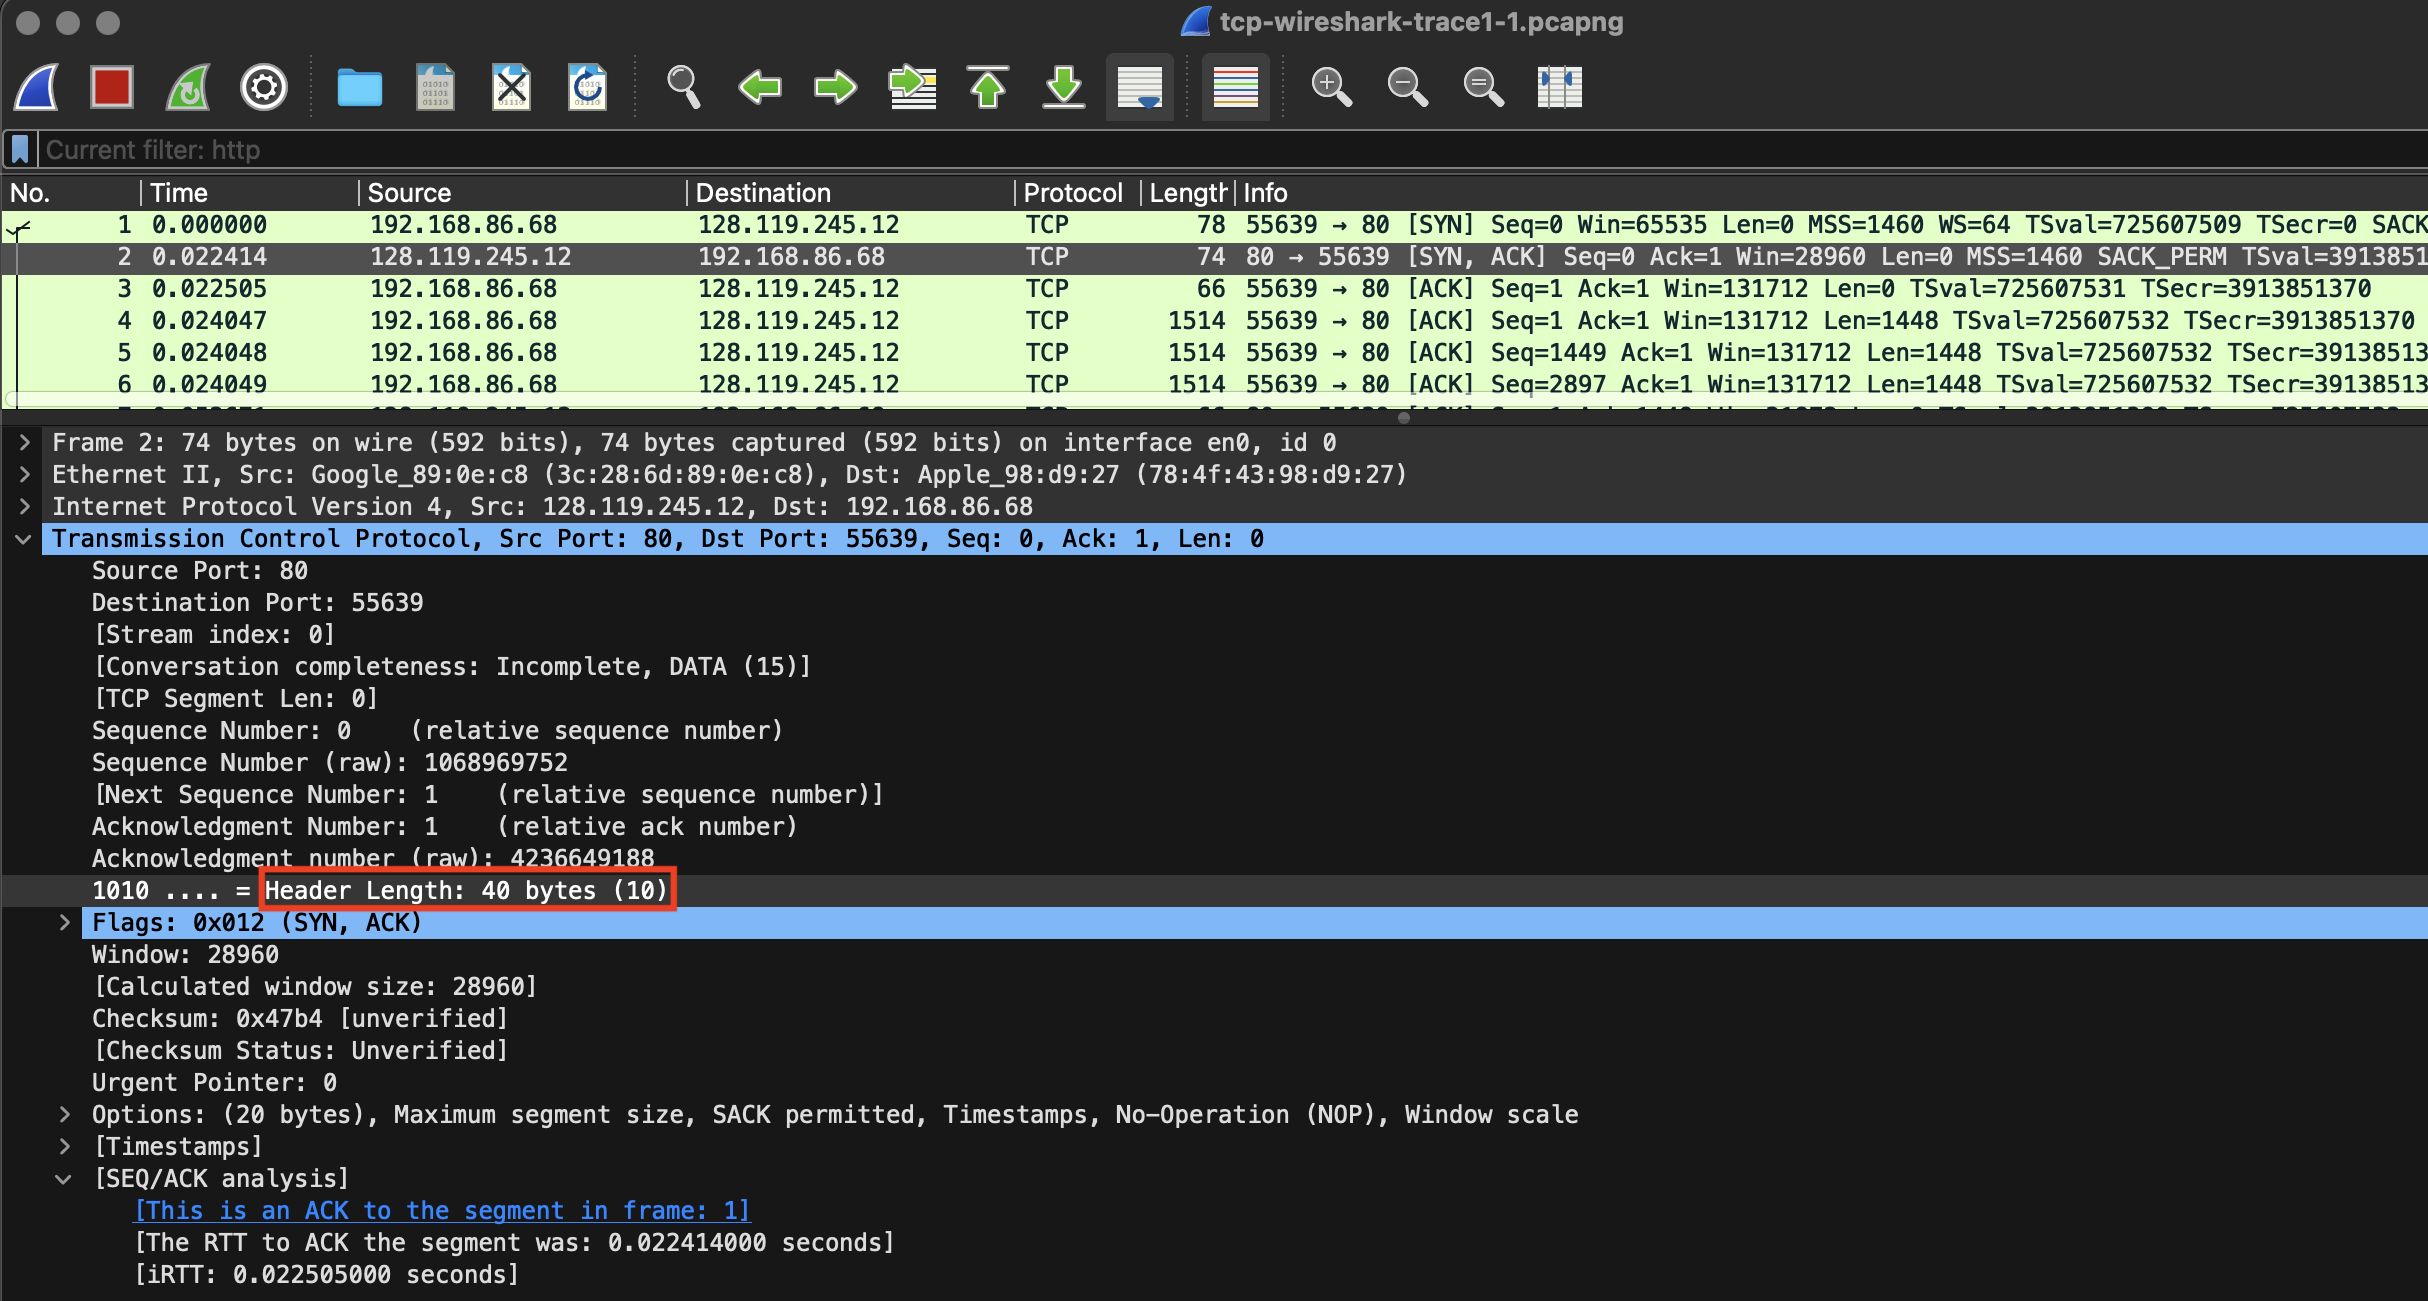 tcp-wireshark-trace1-1.pcapng
Current filter: http
No. Time Source Destination Protocol Length Info
1 0.000000 192.168.86.68 128.119.245.12 TCP 78 55639 → 80 [SYN] Seq=0 Win=65535 Len=0 MSS=1460 WS=64 TSval=725607509 TSecr=0 SACK
2 0.022414 128.119.245.12 192.168.86.68 TCP 74 80 → 55639 [SYN, ACK] Seq=0 Ack=1 Win=28960 Len=0 MSS=1460 SACK_PERM TSval=3913851
3 0.022505 192.168.86.68 128.119.245.12 TCP 66 55639 → 80 [ACK] Seq=1 Ack=1 Win=131712 Len=0 TSval=725607531 TSecr=3913851370
4 0.024047 192.168.86.68 128.119.245.12 TCP 1514 55639 → 80 [ACK] Seq=1 Ack=1 Win=131712 Len=1448 TSval=725607532 TSecr=3913851370
5 0.024048 192.168.86.68 128.119.245.12 TCP 1514 55639 → 80 [ACK] Seq=1449 Ack=1 Win=131712 Len=1448 TSval=725607532 TSecr=39138513
6 0.024049 192.168.86.68 128.119.245.12 TCP 1514 55639 → 80 [ACK] Seq=2897 Ack=1 Win=131712 Len=1448 TSval=725607532 TSecr=39138513
Frame 2: 74 bytes on wire (592 bits), 74 bytes captured (592 bits) on interface en0, id 0
Ethernet II, Src: Google_89:0e:c8 (3c:28:6d:89:0e:c8), Dst: Apple_98:d9:27 (78:4f:43:98:d9:27)
Internet Protocol Version 4, Src: 128.119.245.12, Dst: 192.168.86.68
Transmission Control Protocol, Src Port: 80, Dst Port: 55639, Seq: 0, Ack: 1, Len: 0
Source Port: 80
Destination Port: 55639
[Stream index: 0]
[Conversation completeness: Incomplete, DATA (15)]
[TCP Segment Len: 0]
Sequence Number: 0 (relative sequence number)
Sequence Number (raw): 1068969752
[Next Sequence Number: 1 (relative sequence number)]
Acknowledgment Number: 1 (relative ack number)
Acknowledgment number (raw): 4236649188
1010 .... = Header Length: 40 bytes (10)
Flags: 0x012 (SYN, ACK)
Window: 28960
[Calculated window size: 28960]
Checksum: 0x47b4 [unverified]
[Checksum Status: Unverified]
Urgent Pointer: 0
Options: (20 bytes), Maximum segment size, SACK permitted, Timestamps, No-Operation (NOP), Window scale
[Timestamps]
[SEQ/ACK analysis]
[This is an ACK to the segment in frame: 1]
[The RTT to ACK the segment was: 0.022414000 seconds]
[iRTT: 0.022505000 seconds]